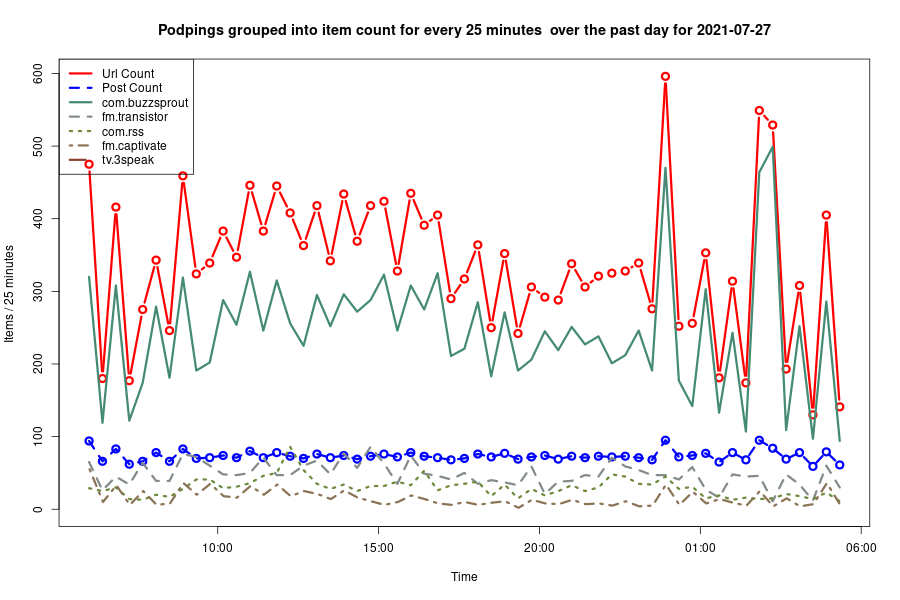 Podpings grouped into item count for every 25 minutes  over the past day for 2021-07-27
Url Count
Post Count
com.buzzsprout
fm.transistor
com.rss
fm.captivate
tv.3speak
Items / 25 minutes
600
500
400
300
200
100
0
10:00 15:00 20:00 01:00 06:00
Time